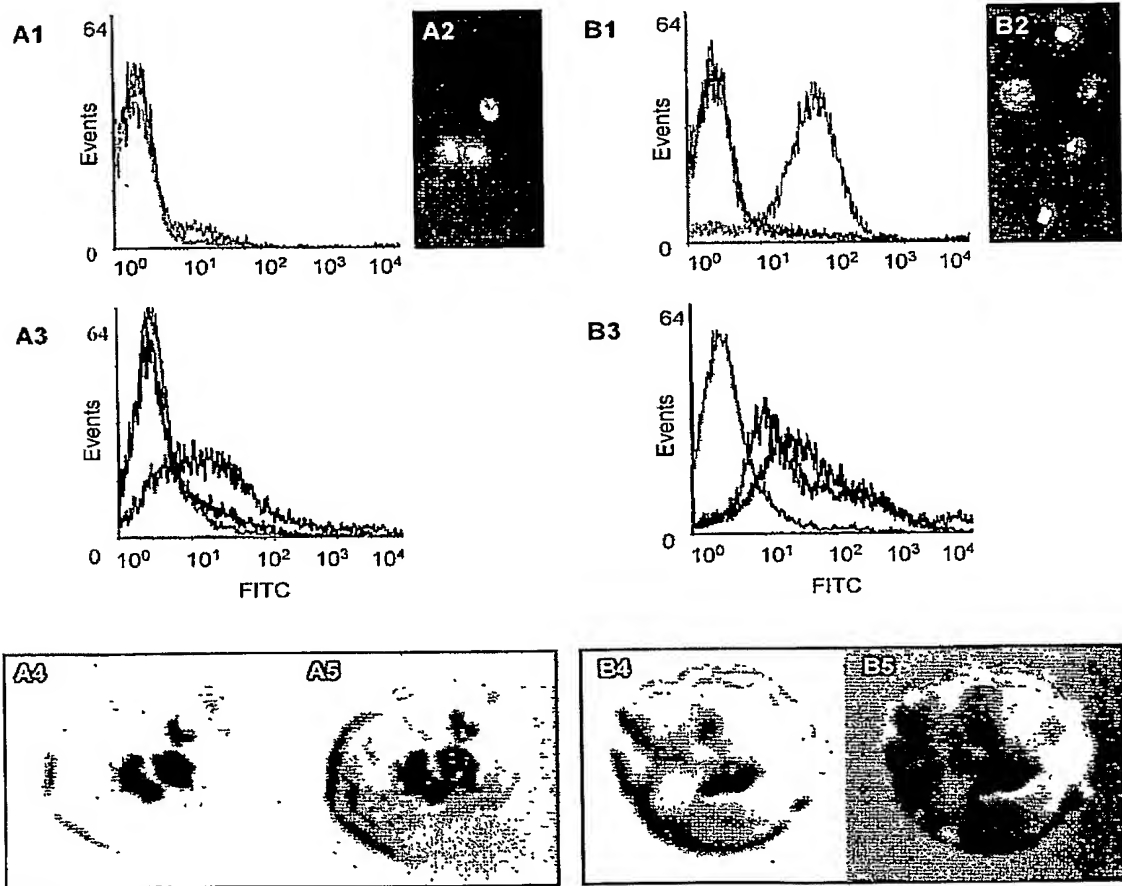 A1
64
Events
0
10⁰ 10¹ 10² 10³ 10⁴
A2
B1
64
Events
0
10⁰ 10¹ 10² 10³ 10⁴
B2
A3
64
Events
0
10⁰ 10¹ 10² 10³ 10⁴
FITC
B3
64
Events
0
10⁰ 10¹ 10² 10³ 10⁴
FITC
A4
A5
B4
B5